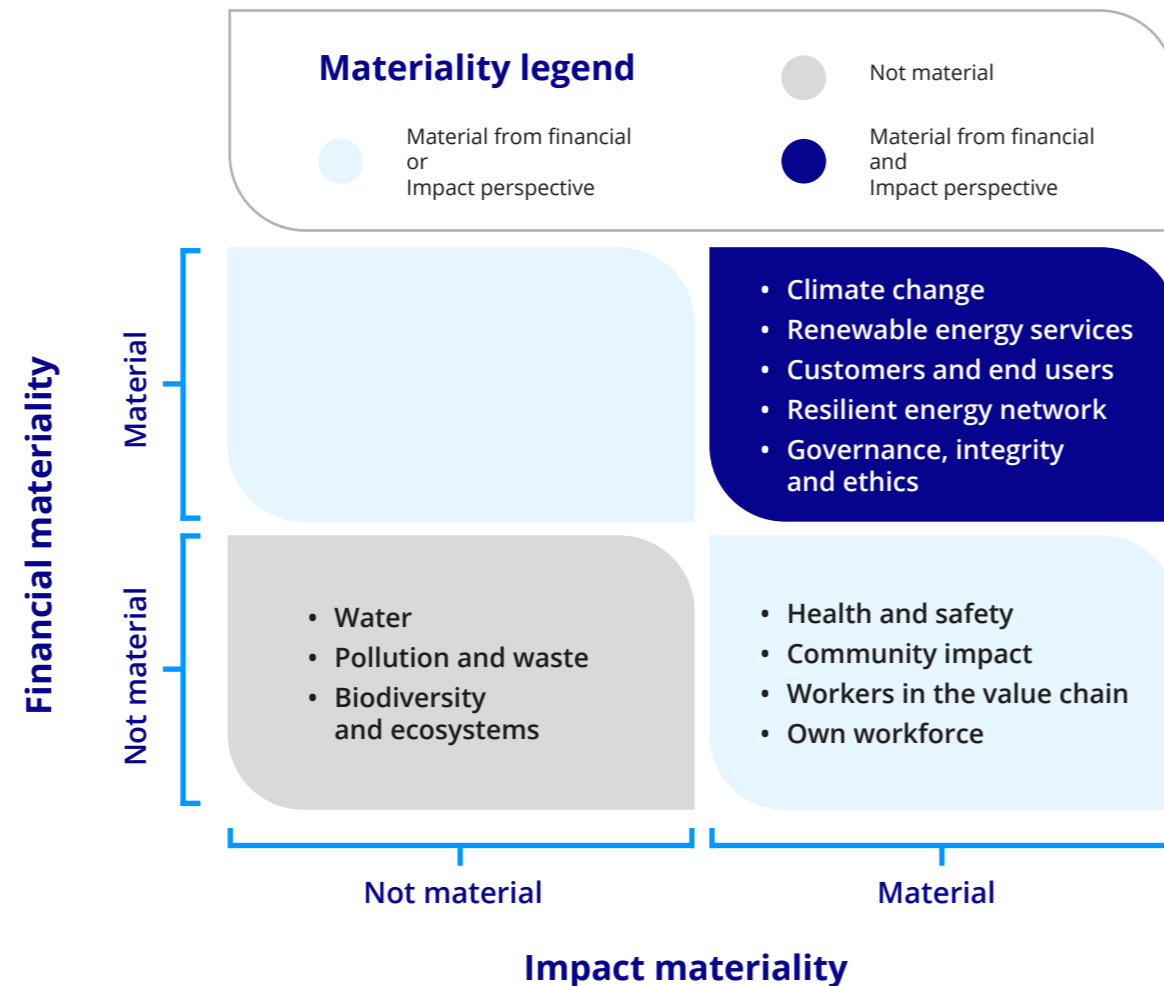 Materiality legend
Not material
Material from financial
or
Impact perspective
Material from financial
and
Impact perspective
Financial materiality
Material
Not material
• Climate change
• Renewable energy services
• Customers and end users
• Resilient energy network
• Governance, integrity
and ethics
• Water
• Pollution and waste
• Biodiversity
and ecosystems
• Health and safety
• Community impact
• Workers in the value chain
• Own workforce
Not material
Material
Impact materiality